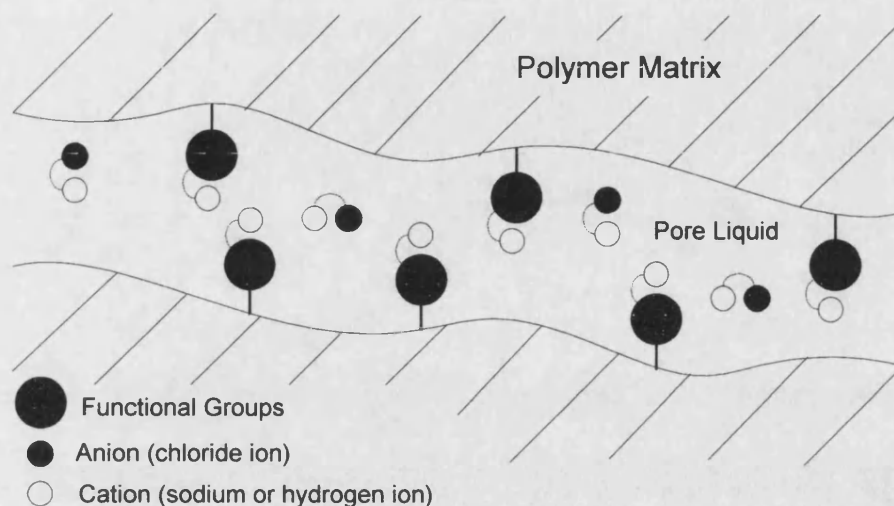 Polymer Matrix
Pore Liquid
Functional Groups
Anion (chloride ion)
Cation (sodium or hydrogen ion)